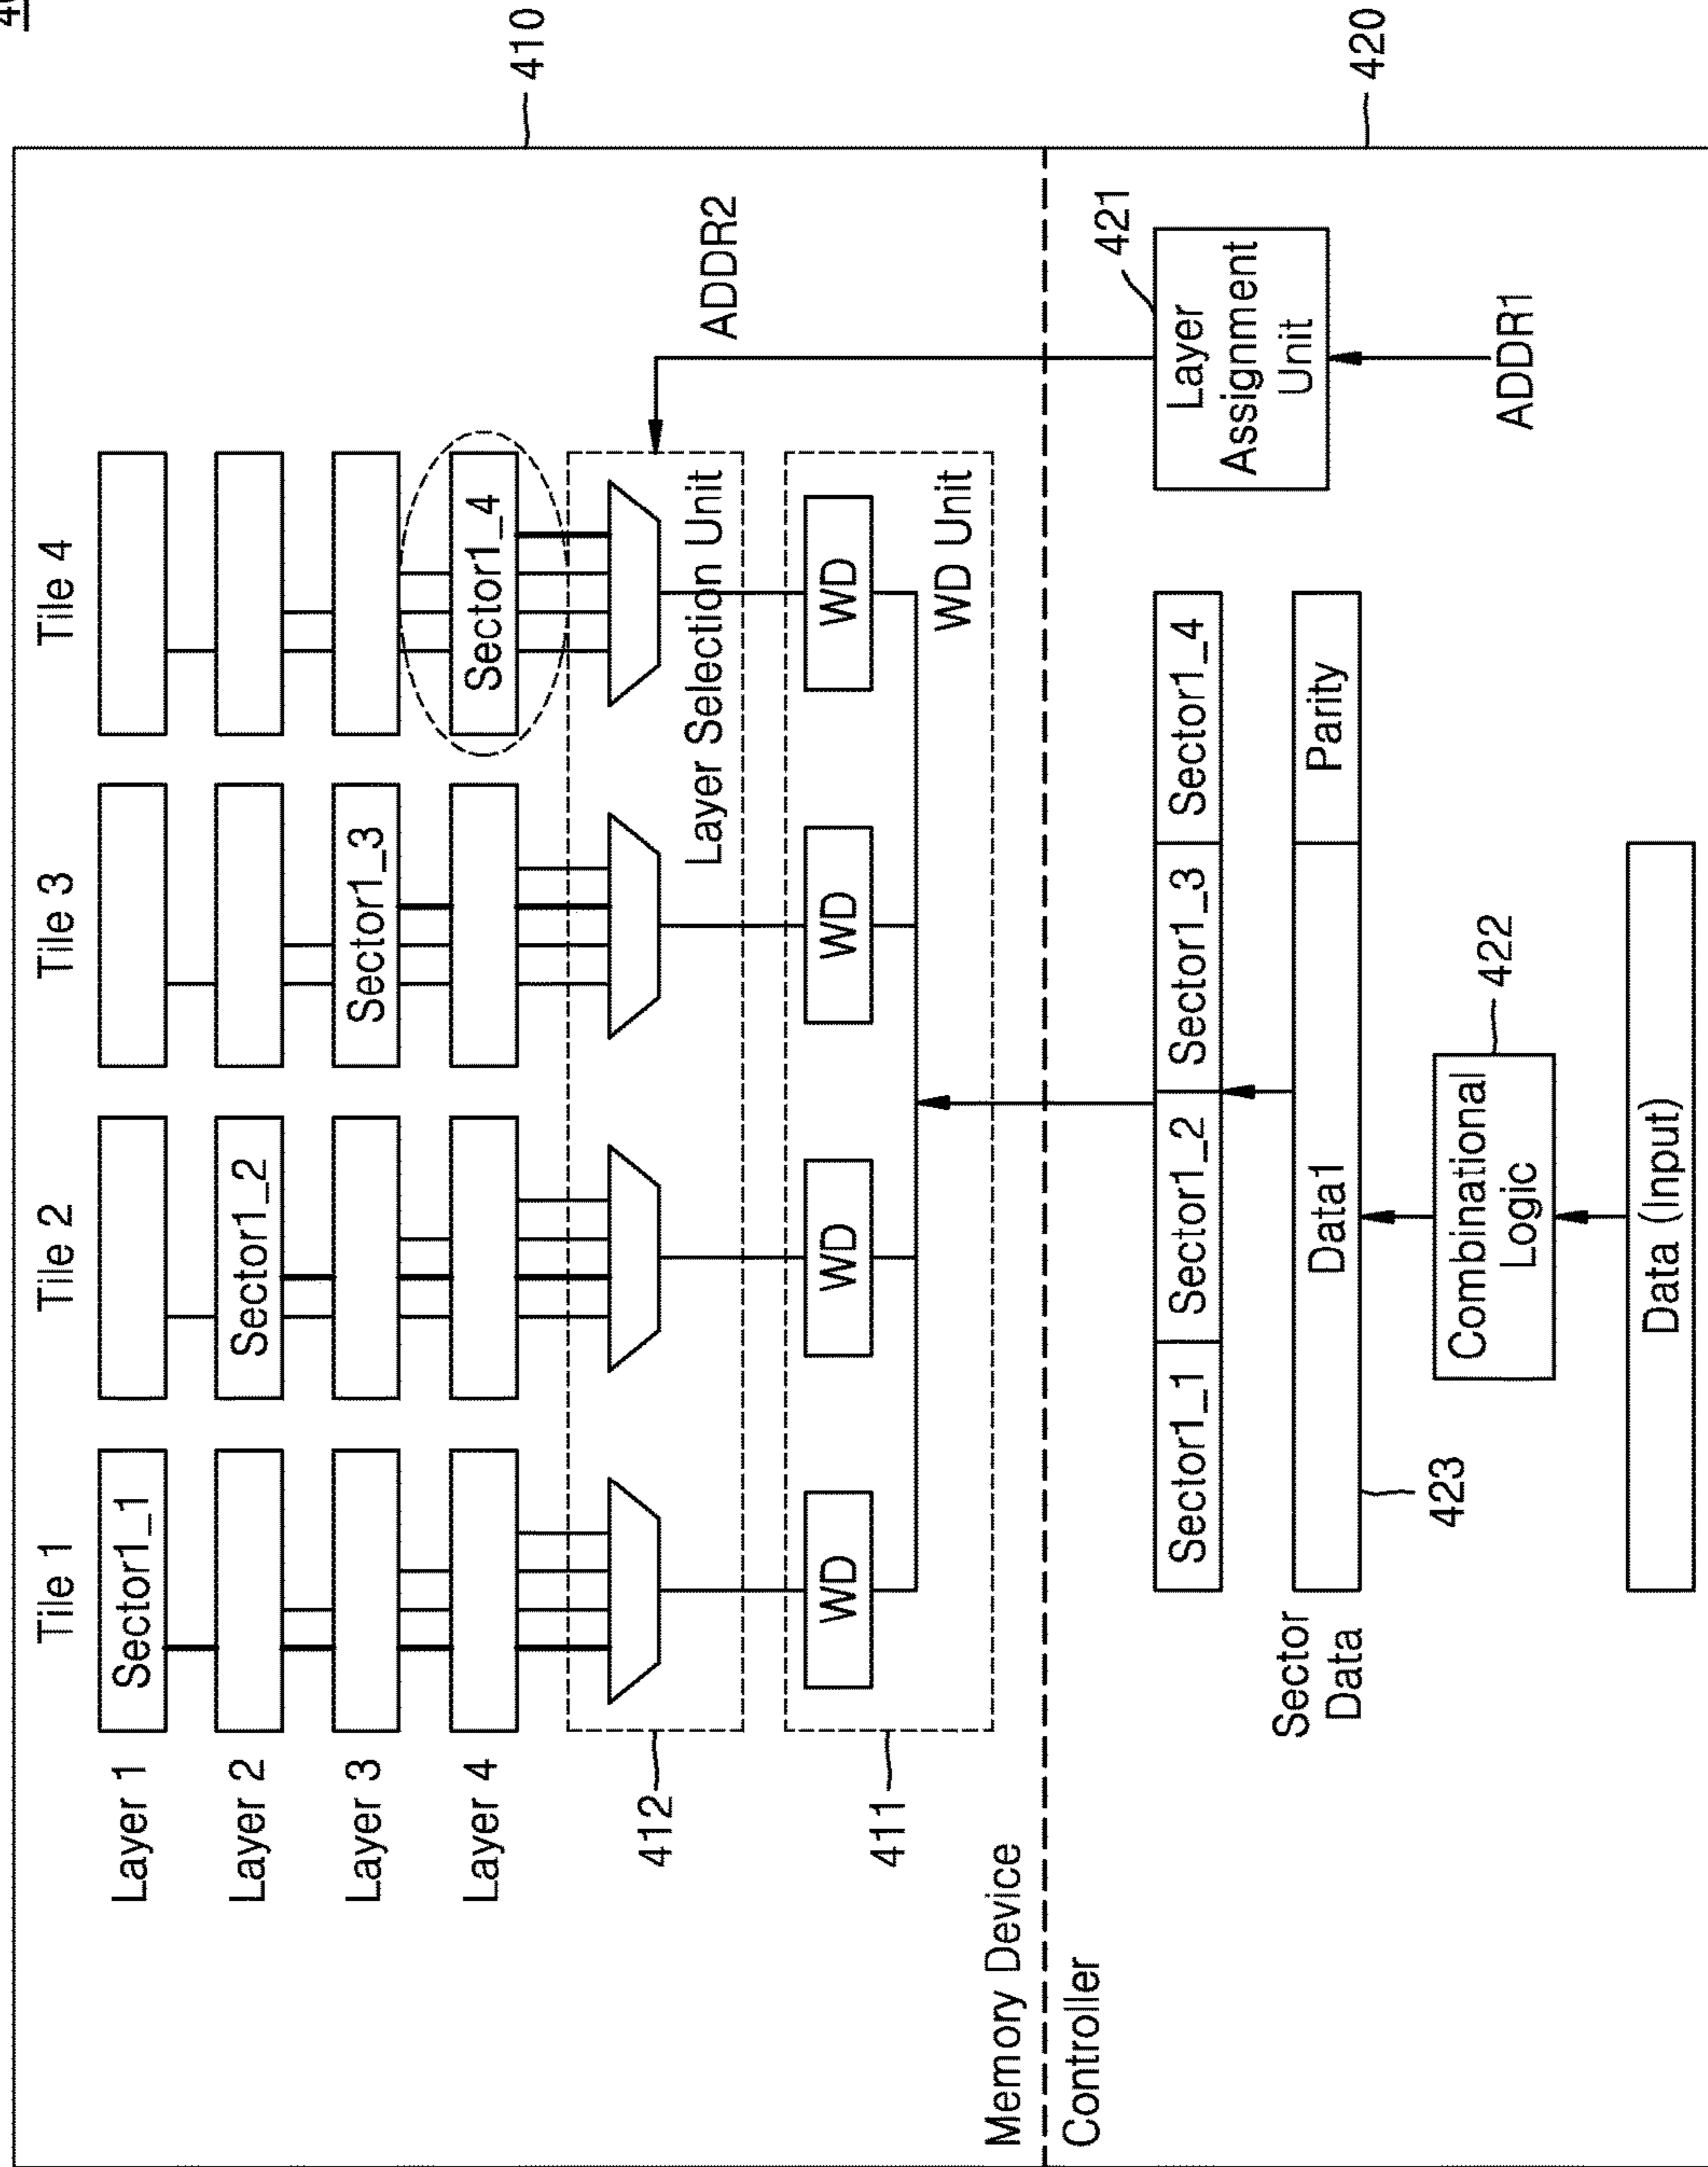 410
Tile 1
Tile 2
Tile 3
Tile 4
Layer 1
Sector1_1
Layer 2
Sector1_2
Layer 3
Sector1_3
Layer 4
Sector1_4
412
Layer Selection Unit
ADDR2
411
WD
WD
WD
WD
WD Unit
Memory Device
Controller
421
Layer
Assignment
Unit
420
Sector1_1
Sector1_2
Sector1_3
Sector1_4
Sector
Data
Data1
Parity
ADDR1
423
Combinational
Logic
422
Data (Input)